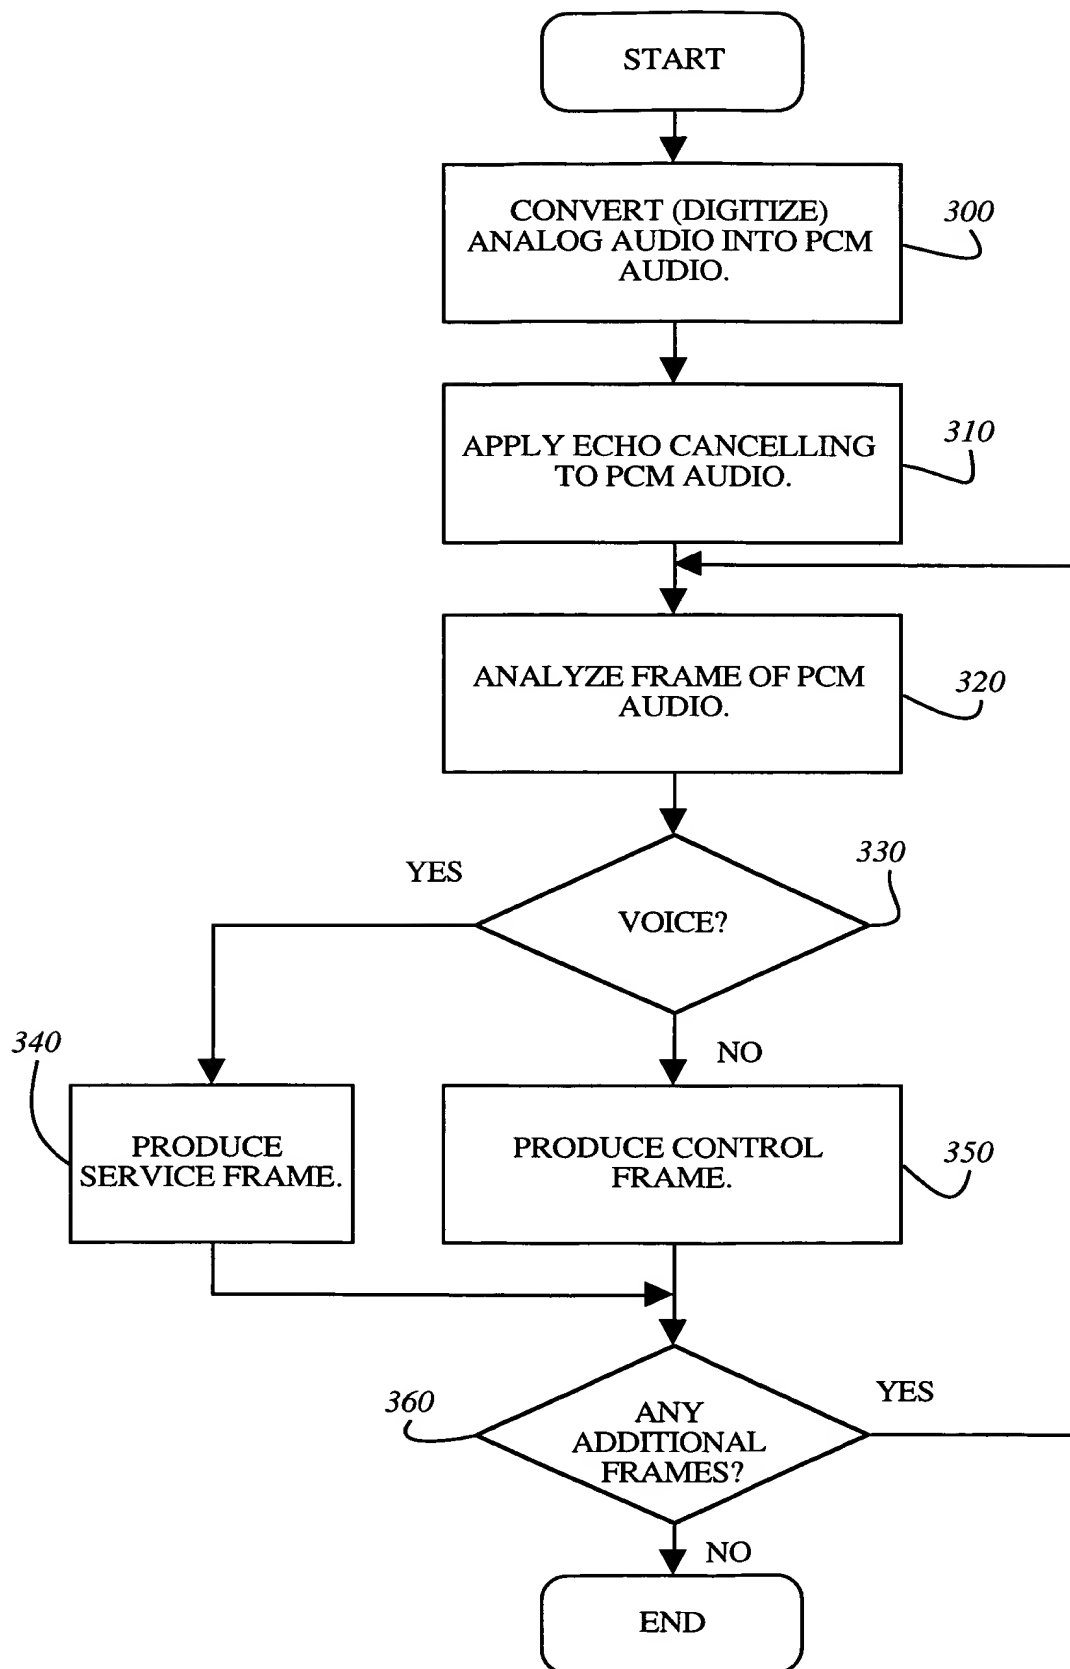 START
CONVERT (DIGITIZE)
ANALOG AUDIO INTO PCM
AUDIO.
300
APPLY ECHO CANCELLING
TO PCM AUDIO.
310
ANALYZE FRAME OF PCM
AUDIO.
320
YES
VOICE?
330
NO
340
PRODUCE
SERVICE FRAME.
PRODUCE CONTROL
FRAME.
350
360
ANY
ADDITIONAL
FRAMES?
YES
NO
END